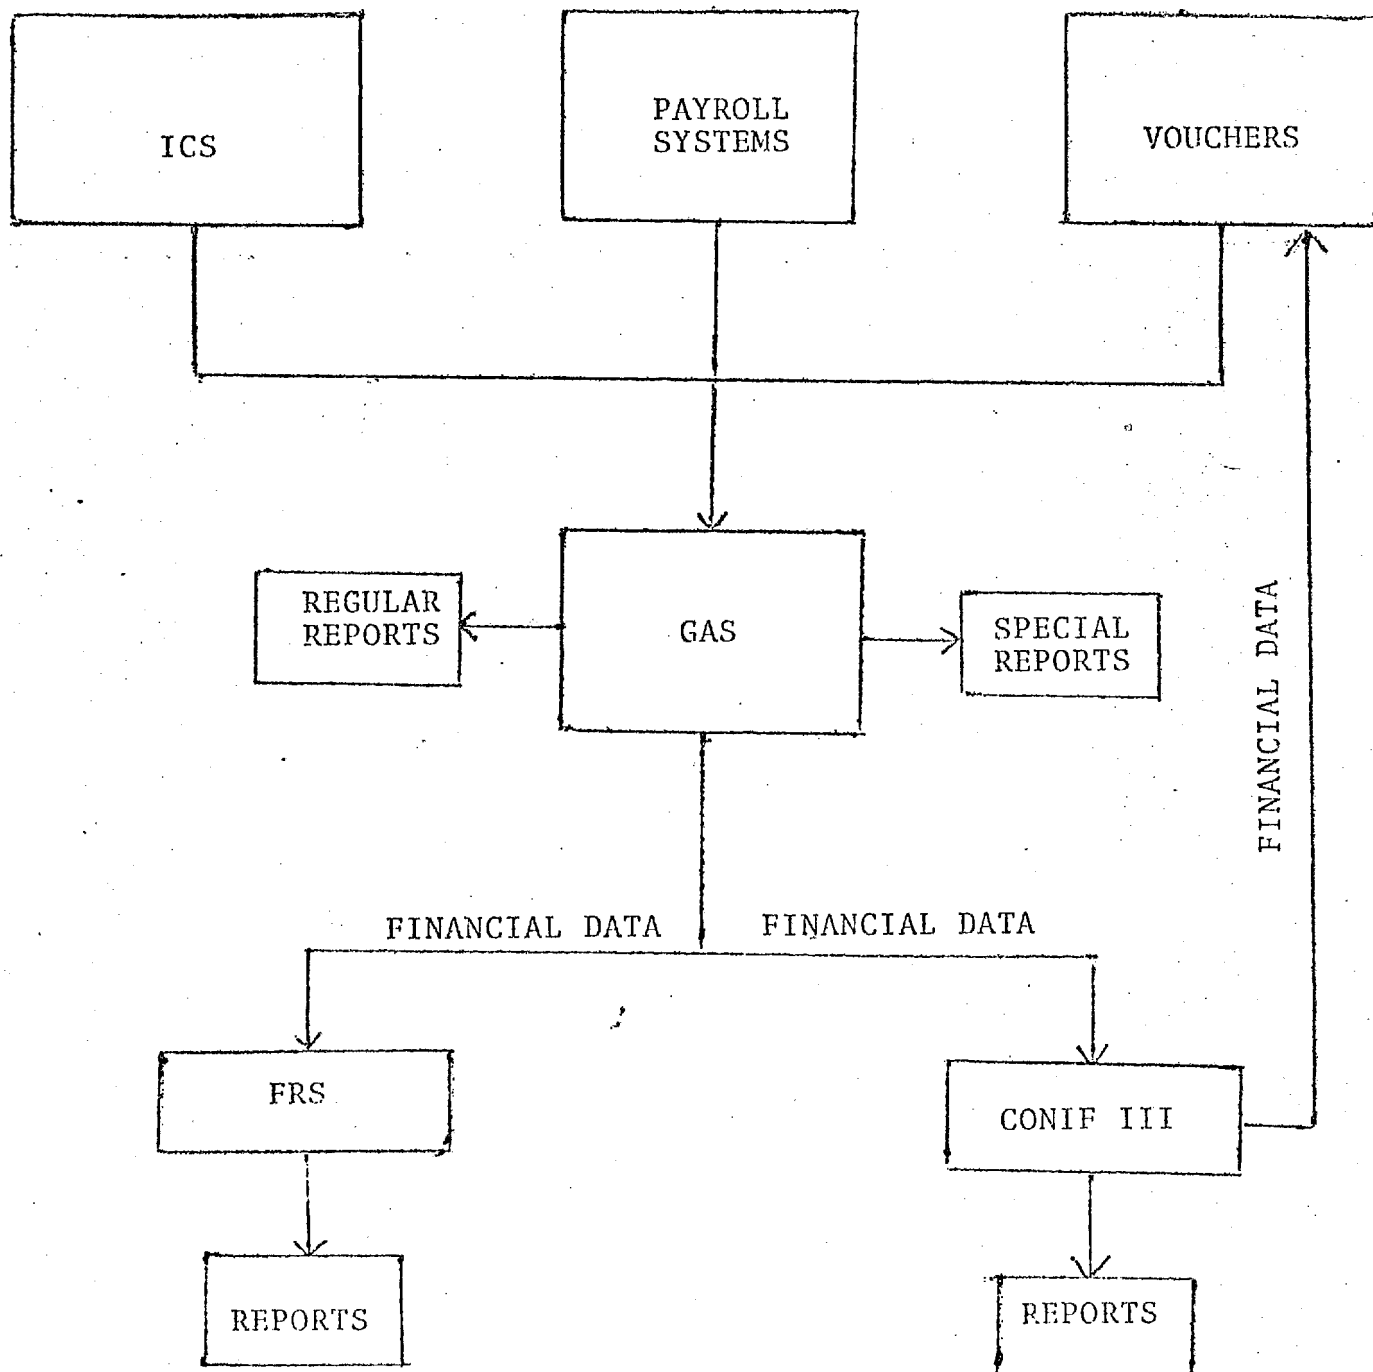 ICS
PAYROLL
SYSTEMS
VOUCHERS
REGULAR
REPORTS
GAS
SPECIAL
REPORTS
FINANCIAL DATA
FINANCIAL DATA
FINANCIAL DATA
FRS
CONIF III
REPORTS
REPORTS